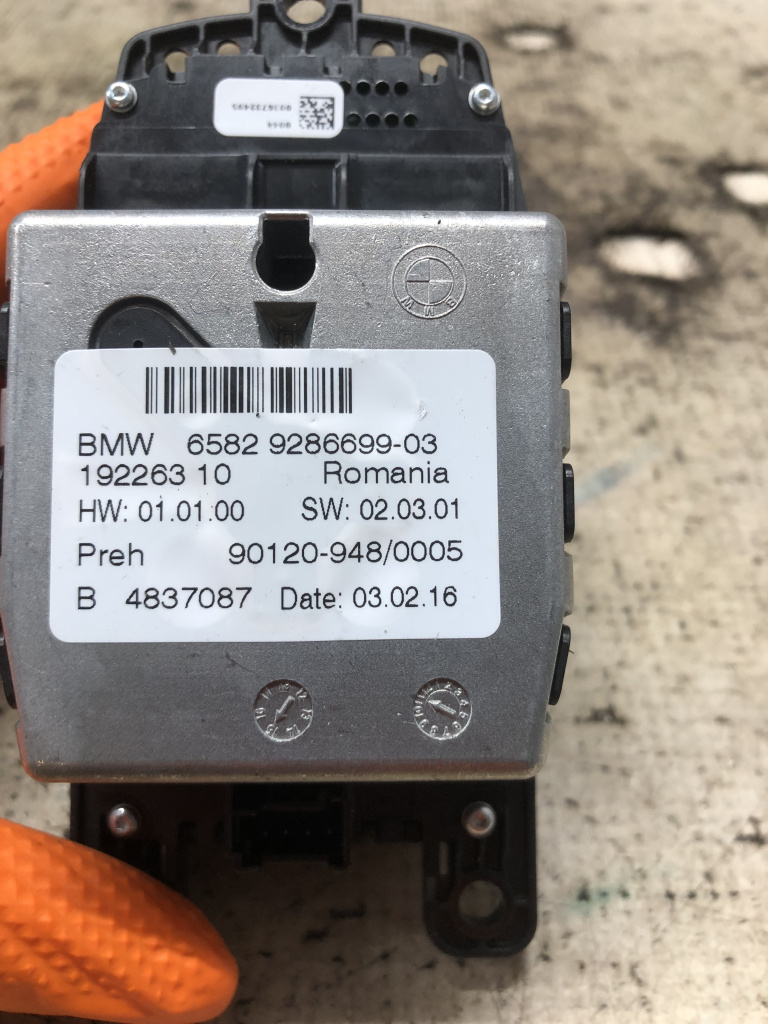 BMW
BMW 6582 9286699-03
192263 10 Romania
HW: 01.01.00 SW: 02.03.01
Preh 90120-948/0005
B 4837087 Date: 03.02.16